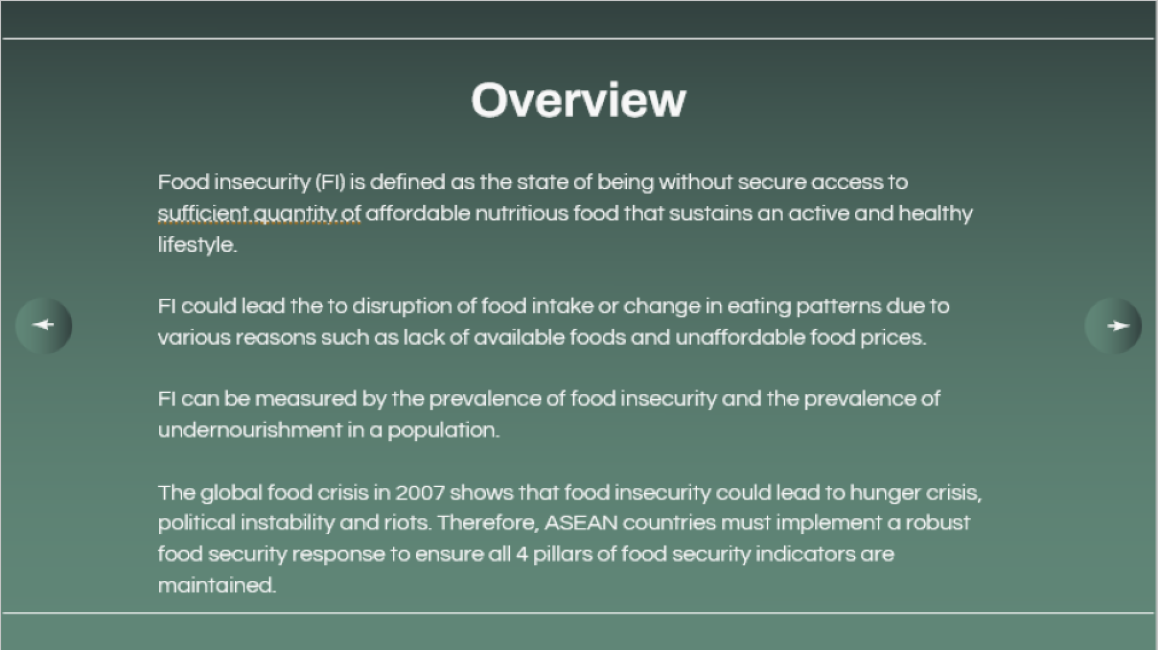 Overview
Food insecurity (FI) is defined as the state of being without secure access to
sufficient quantity of affordable nutritious food that sustains an active and healthy
lifestyle.
FI could lead the to disruption of food intake or change in eating patterns due to
various reasons such as lack of available foods and unaffordable food prices.
FI can be measured by the prevalence of food insecurity and the prevalence of
undernourishment in a population.
The global food crisis in 2007 shows that food insecurity could lead to hunger crisis,
political instability and riots. Therefore, ASEAN countries must implement a robust
food security response to ensure all 4 pillars of food security indicators are
maintained.